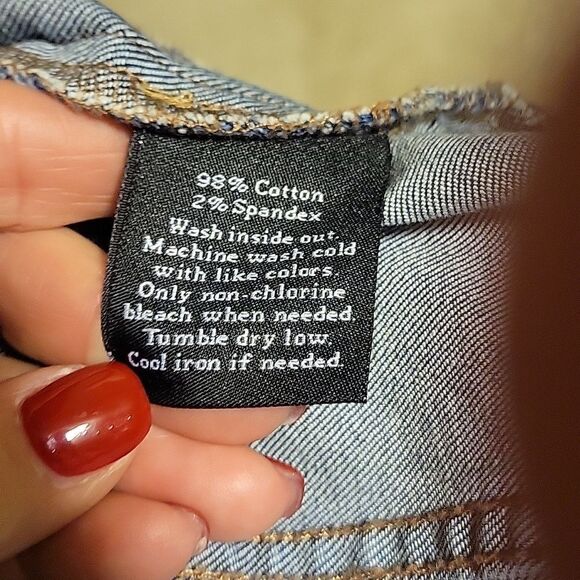 98% Cotton
2% Spandex
Wash inside out.
Machine wash cold
with like colors.
Only non-chlorine
bleach when needed.
Tumble dry low.
Cool iron if needed.